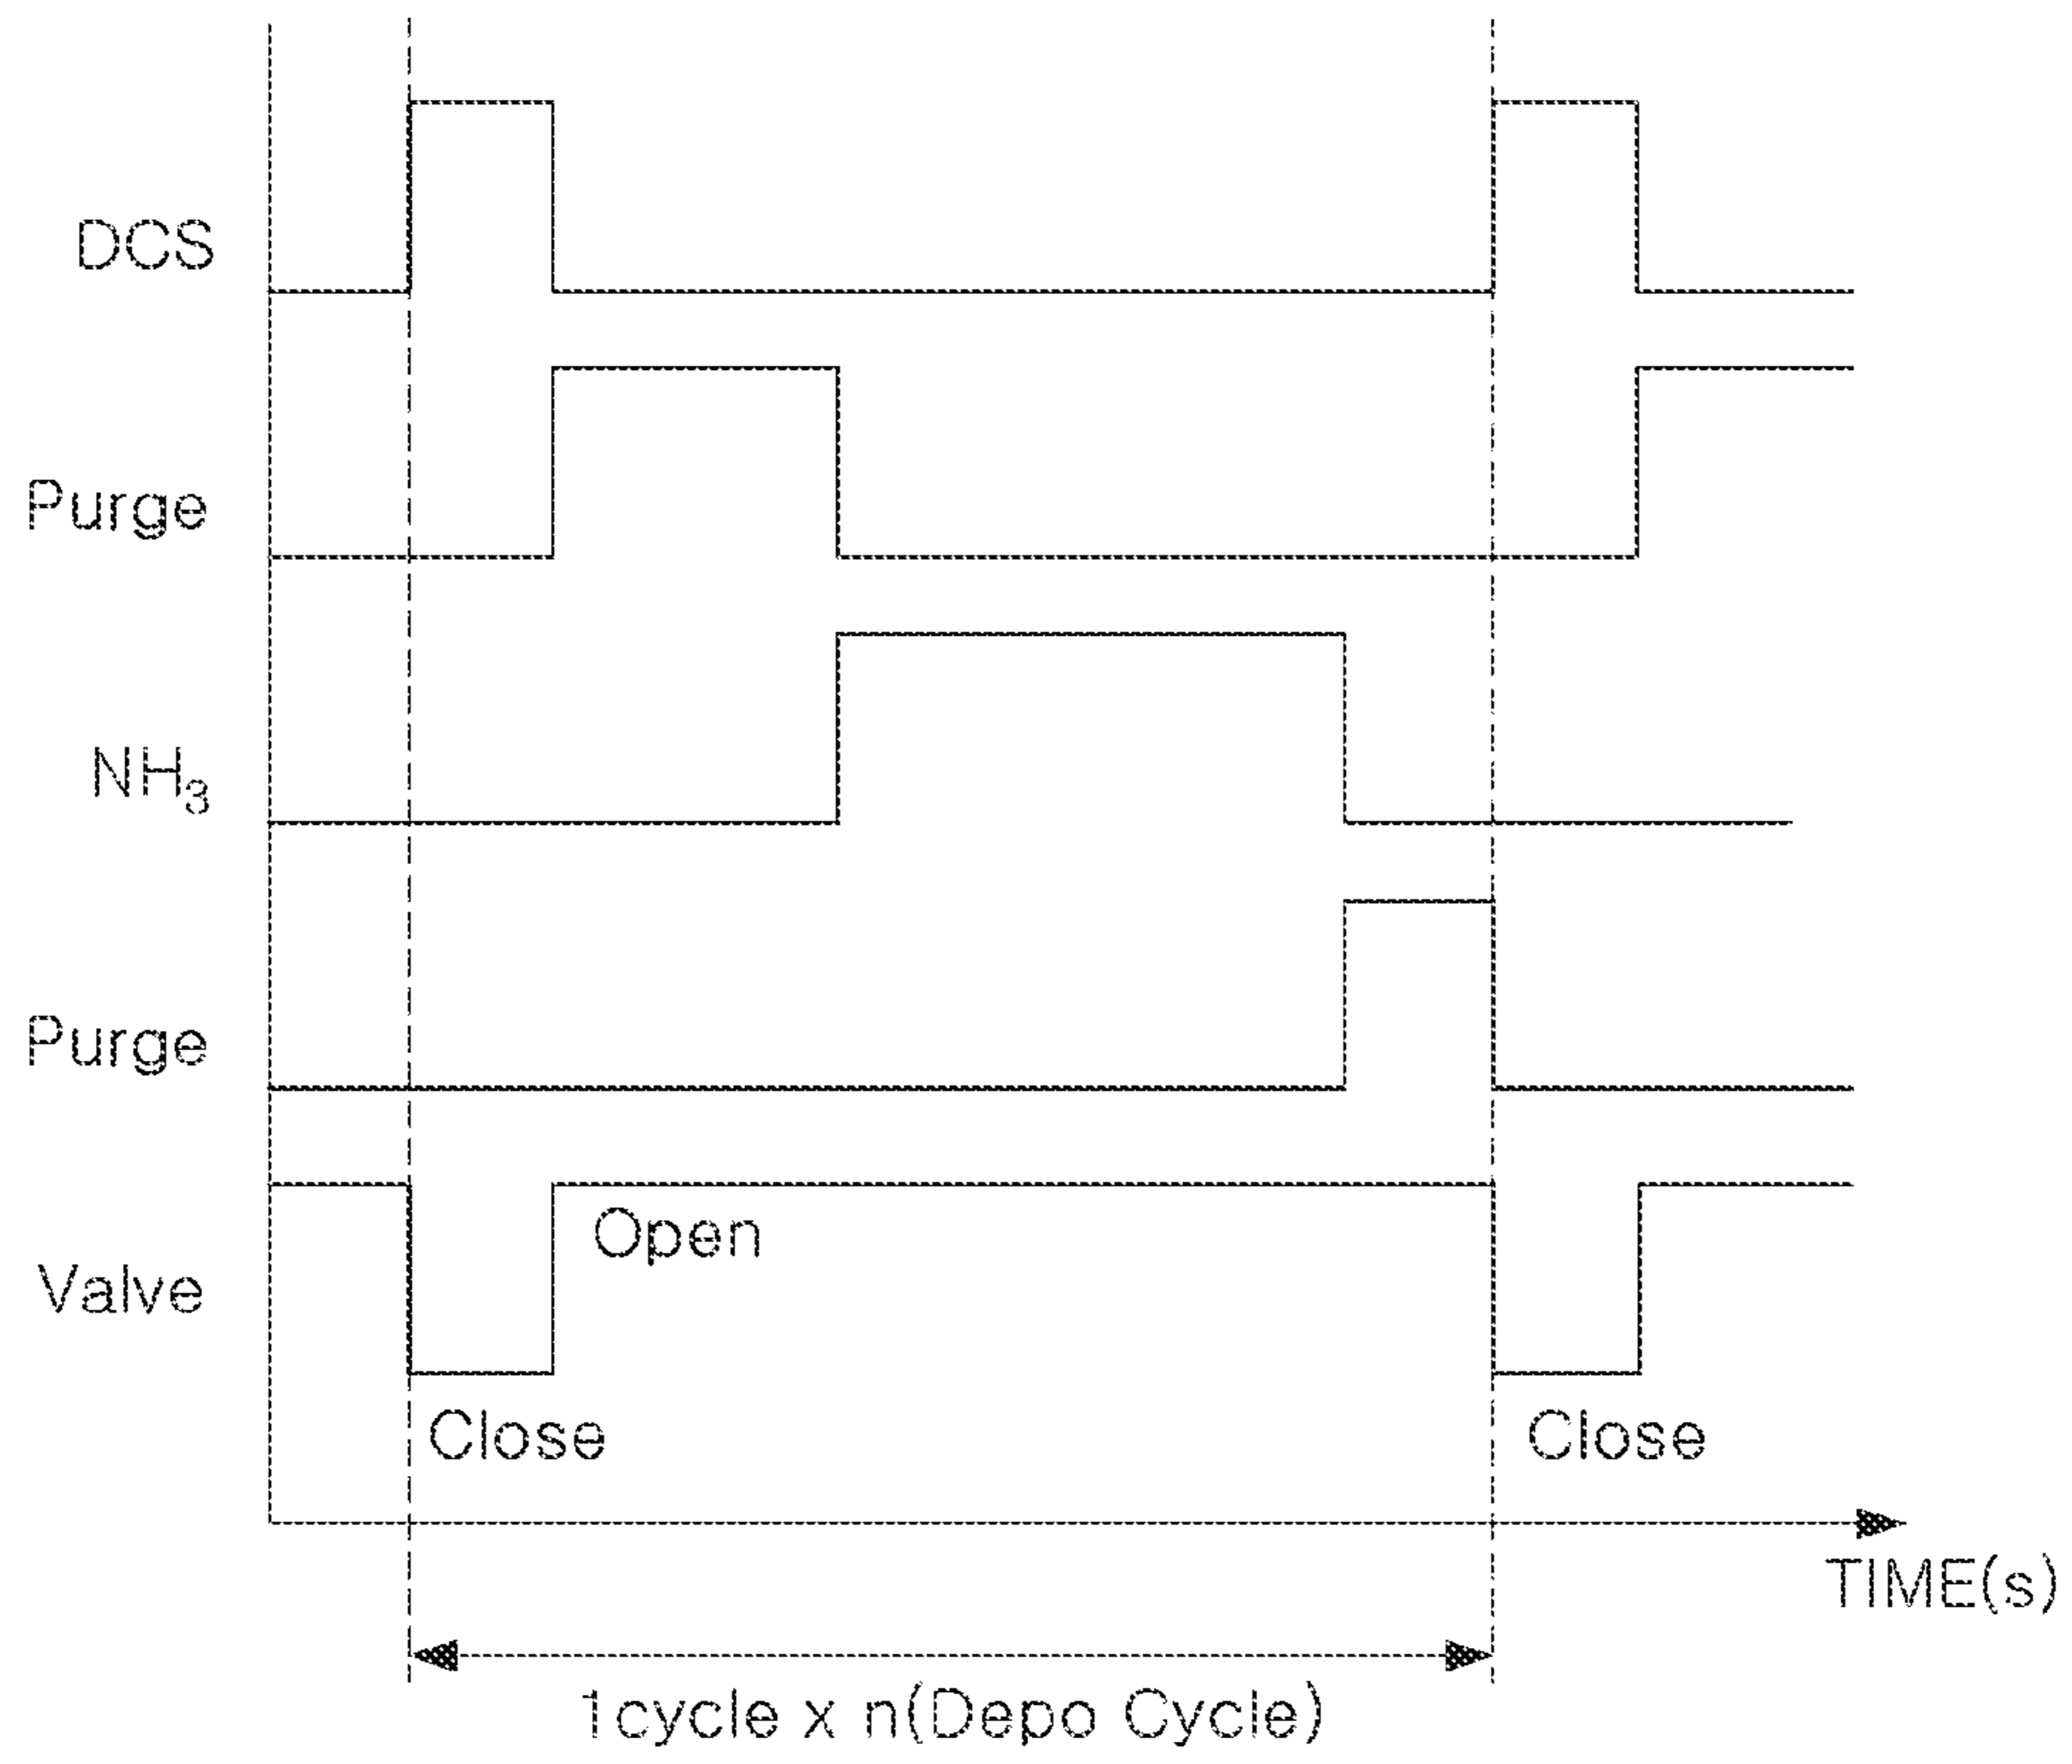 DCS
Purge
NH₃
Purge
Valve
Open
Close
Close
TIME(s)
1cycle x n(Depo Cycle)